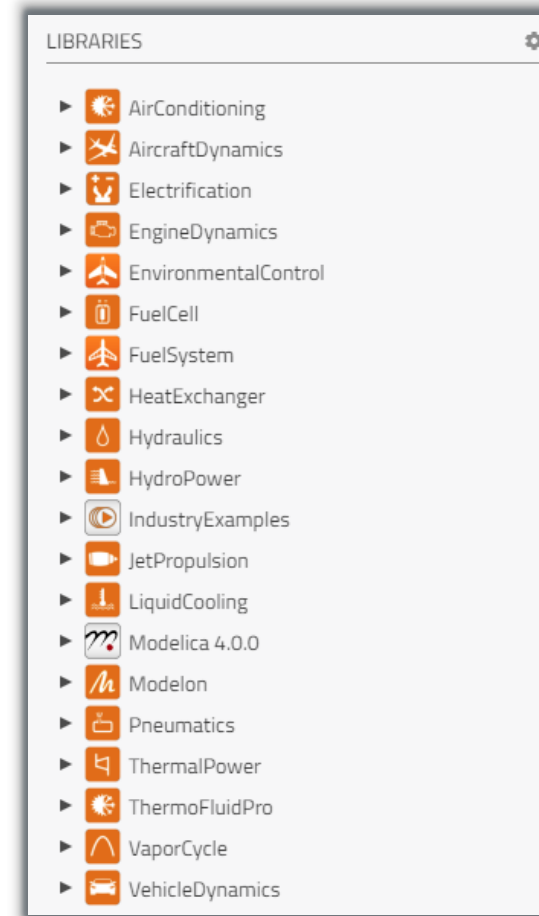 LIBRARIES
AirConditioning
AircraftDynamics
Electrification
EngineDynamics
EnvironmentalControl
FuelCell
FuelSystem
HeatExchanger
Hydraulics
HydroPower
IndustryExamples
JetPropulsion
LiquidCooling
Modelica 4.0.0
Modelon
Pneumatics
ThermalPower
ThermoFluidPro
VaporCycle
VehicleDynamics